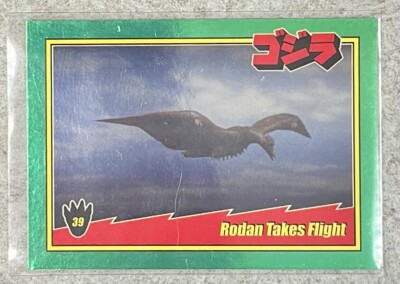 ゴジラ
39
Rodan Takes Flight